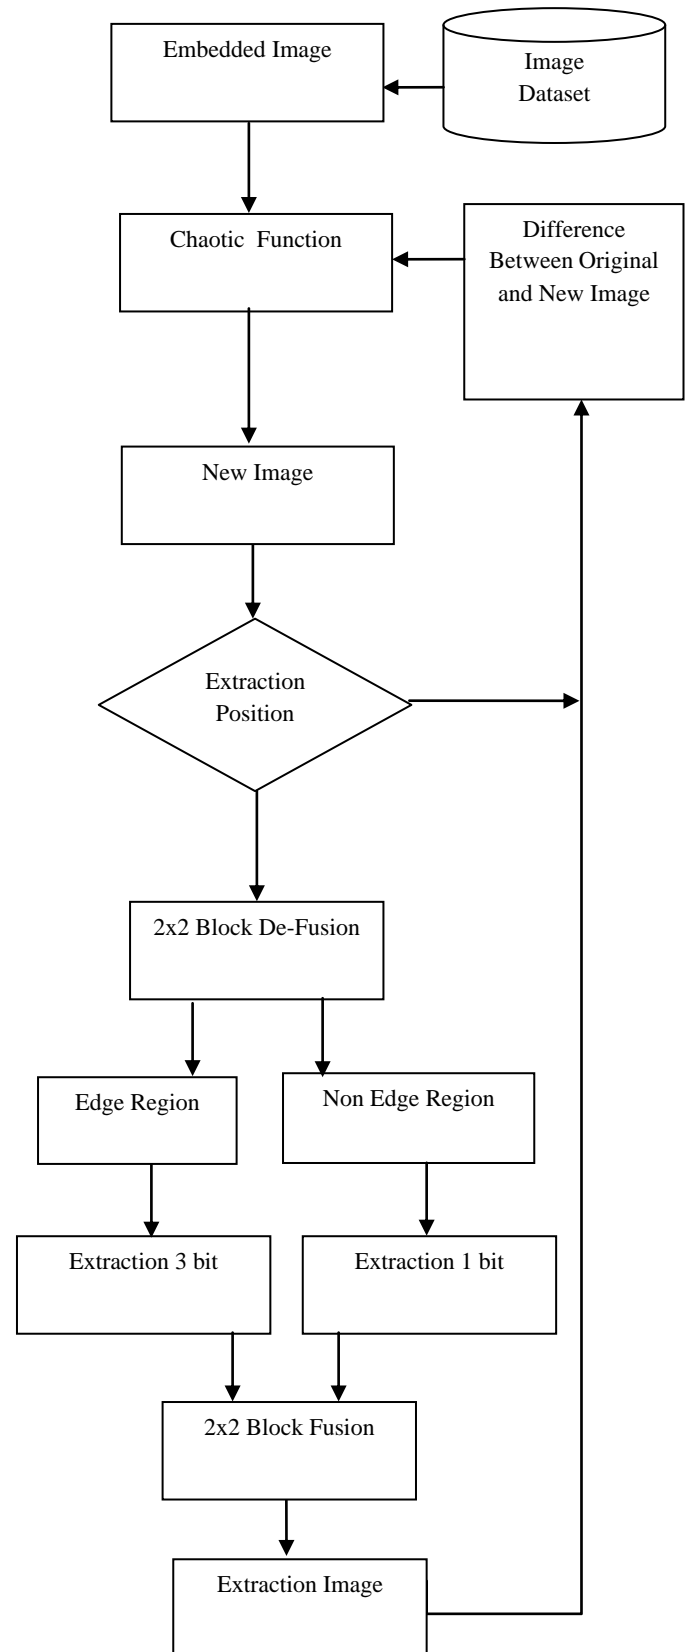 Embedded Image
Image
Dataset
Chaotic Function
Difference
Between Original
and New Image
New Image
Extraction
Position
2x2 Block De-Fusion
Edge Region
Non Edge Region
Extraction 3 bit
Extraction 1 bit
2x2 Block Fusion
Extraction Image